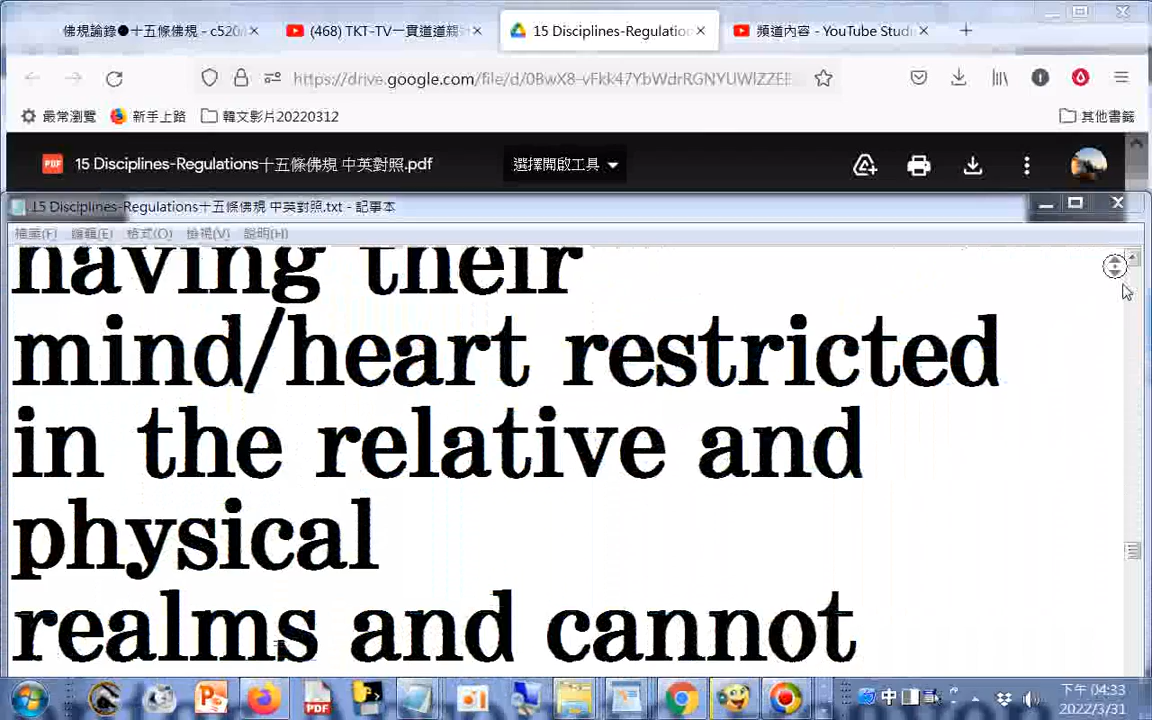 佛規論錄●十五條佛規 - c520/
(468) TKT-TV一貫道道親
15 Disciplines-Regulation
頻道內容 - YouTube Studi
https://drive.google.com/file/d/0BwX8-vFkk47YbWdrRGNYUWlZZEE
最常瀏覽
新手上路
韓文影片20220312
其他書籤
PDF
15 Disciplines-Regulations十五條佛規 中英對照.pdf
選擇開啟工具
15 Disciplines-Regulations十五條佛規 中英對照.txt - 記事本
檔案(F) 編輯(E) 格式(O) 檢視(V) 說明(H)
having their
mind/heart restricted
in the relative and
physical
realms and cannot
中
下午 04:33
2022/3/31